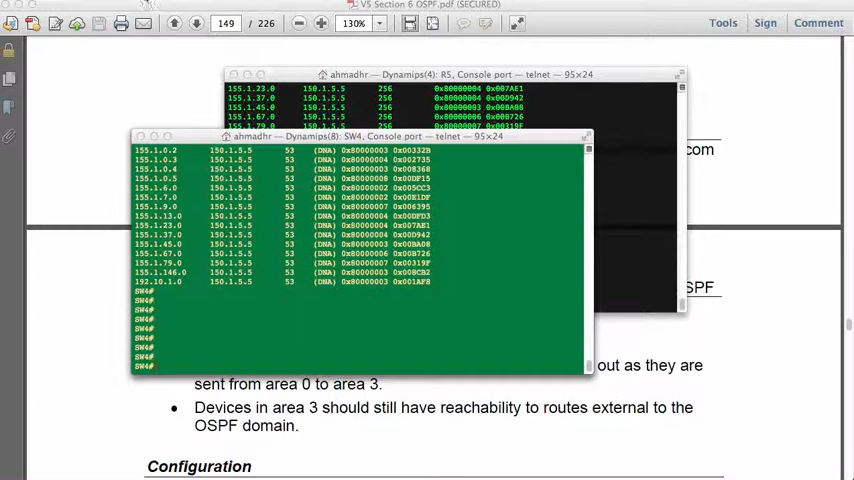 V5 Section 6 OSPF.pdf (SECURED)
149 / 226
130%
Tools Sign Comment
ahmadhr — Dynamips(4): R5, Console port — telnet — 95×24
155.1.23.0 150.1.5.5 256 0x80000004 0x007AE1
155.1.37.0 150.1.5.5 256 0x80000004 0x00D942
155.1.45.0 150.1.5.5 256 0x80000003 0x00BA08
155.1.67.0 150.1.5.5 256 0x80000006 0x00B726
155.1.79.0 150.1.5.5 256 0x80000007 0x00319F
ahmadhr — Dynamips(8): SW4, Console port — telnet — 95×24
155.1.0.2 150.1.5.5 53 (DNA) 0x80000003 0x00332B
155.1.0.3 150.1.5.5 53 (DNA) 0x80000004 0x002735
155.1.0.4 150.1.5.5 53 (DNA) 0x80000003 0x008368
155.1.0.5 150.1.5.5 53 (DNA) 0x80000008 0x00DF15
155.1.6.0 150.1.5.5 53 (DNA) 0x80000002 0x005CC3
155.1.7.0 150.1.5.5 53 (DNA) 0x80000002 0x00E1DF
155.1.9.0 150.1.5.5 53 (DNA) 0x80000007 0x006395
155.1.13.0 150.1.5.5 53 (DNA) 0x80000004 0x00DFD3
155.1.23.0 150.1.5.5 53 (DNA) 0x80000004 0x007AE1
155.1.37.0 150.1.5.5 53 (DNA) 0x80000004 0x00D942
155.1.45.0 150.1.5.5 53 (DNA) 0x80000003 0x00BA08
155.1.67.0 150.1.5.5 53 (DNA) 0x80000006 0x00B726
155.1.79.0 150.1.5.5 53 (DNA) 0x80000007 0x00319F
155.1.146.0 150.1.5.5 53 (DNA) 0x80000003 0x008CB2
192.10.1.0 150.1.5.5 53 (DNA) 0x80000003 0x001AF8
SW4#
SW4#
SW4#
SW4#
SW4#
SW4#
SW4#
SW4#
SW4#
com
SPF
out as they are
sent from area 0 to area 3.
• Devices in area 3 should still have reachability to routes external to the
OSPF domain.
Configuration